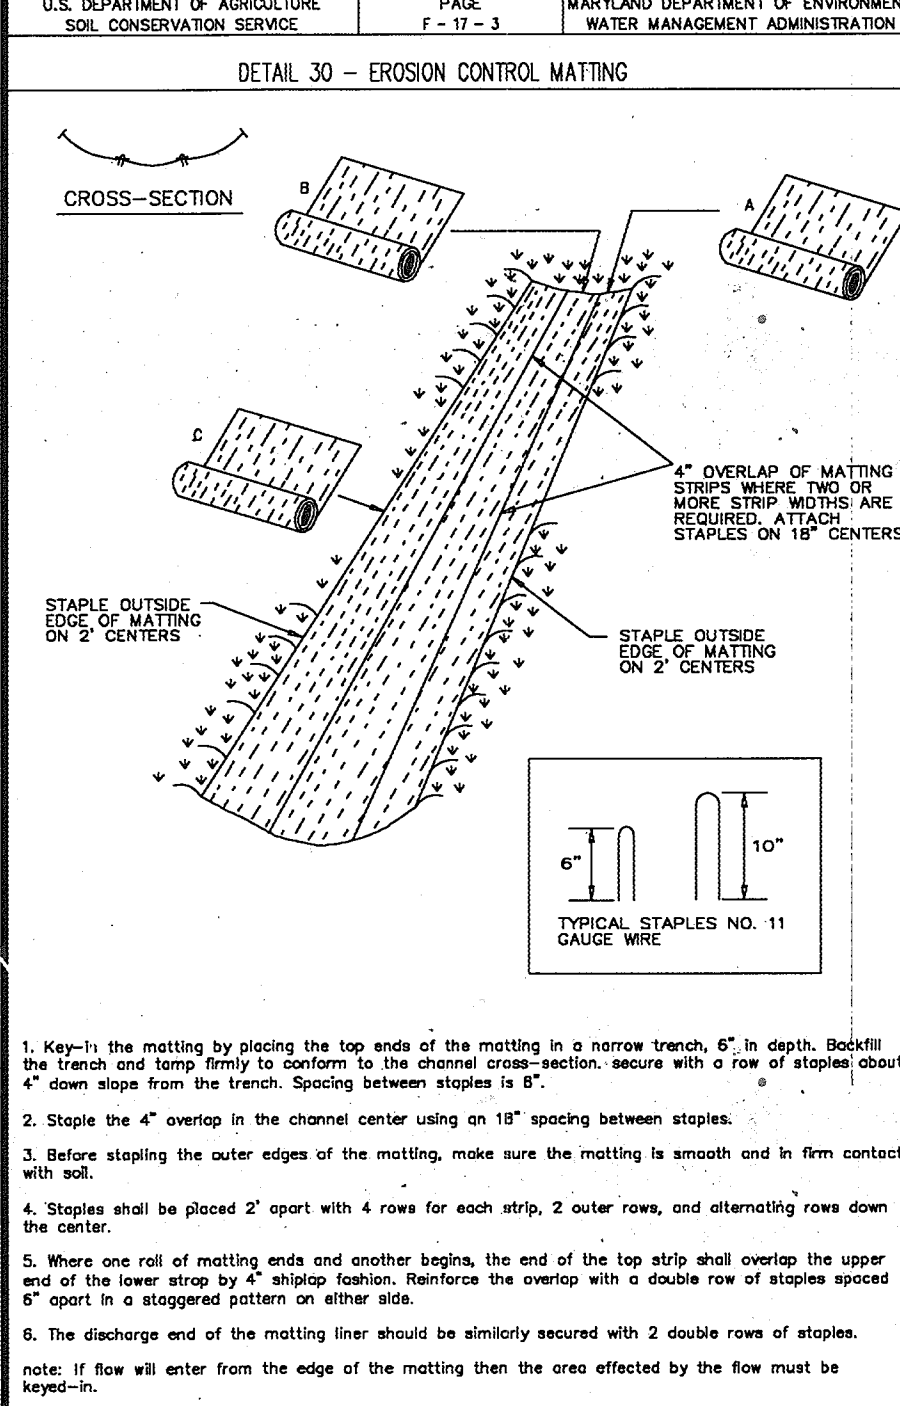 U.S. DEPARTMENT OF AGRICULTURE
SOIL CONSERVATION SERVICE
PAGE
F - 17 - 3
MARYLAND DEPARTMENT OF ENVIRONMEN
WATER MANAGEMENT ADMINISTRATION
DETAIL 30 - EROSION CONTROL MATTING
CROSS-SECTION
B
A
C
4" OVERLAP OF MATTING
STRIPS WHERE TWO OR
MORE STRIP WIDTHS ARE
REQUIRED. ATTACH
STAPLES ON 18" CENTERS
STAPLE OUTSIDE
EDGE OF MATTING
ON 2' CENTERS
STAPLE OUTSIDE
EDGE OF MATTING
ON 2' CENTERS
6"
10"
TYPICAL STAPLES NO. 11
GAUGE WIRE
1. Key-in the matting by placing the top ends of the matting in a narrow trench, 6" in depth. Backfill
the trench and tamp firmly to conform to the channel cross-section. secure with a row of staples about
4" down slope from the trench. Spacing between staples is 6".
2. Staple the 4" overlap in the channel center using an 18" spacing between staples.
3. Before stapling the outer edges of the matting, make sure the matting is smooth and in firm contact
with soil.
4. Staples shall be placed 2' apart with 4 rows for each strip, 2 outer rows, and alternating rows down
the center.
5. Where one roll of matting ends and another begins, the end of the top strip shall overlap the upper
end of the lower strop by 4" shiplap fashion. Reinforce the overlap with a double row of staples spaced
6" apart in a staggered pattern on either side.
6. The discharge end of the matting liner should be similarly secured with 2 double rows of staples.
note: If flow will enter from the edge of the matting then the area effected by the flow must be
keyed-in.